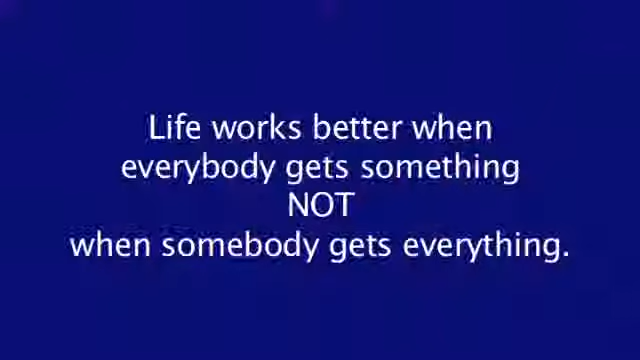 Life works better when
everybody gets something
NOT
when somebody gets everything.